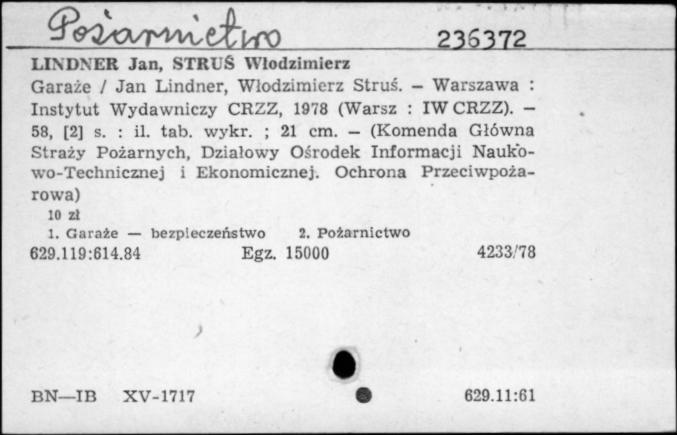 Pożarnictwo 236372
LINDNER Jan, STRUŚ Włodzimierz
Garaże / Jan Lindner, Włodzimierz Struś. — Warszawa :
Instytut Wydawniczy CRZZ, 1978 (Warsz : IW CRZZ). —
58, [2] s. : il. tab. wykr. ; 21 cm. — (Komenda Główna
Straży Pożarnych, Działowy Ośrodek Informacji Nauko-
wo-Technicznej i Ekonomicznej. Ochrona Przeciwpoża-
rowa)
10 zł
1. Garaże — bezpieczeństwo 2. Pożarnictwo
629.119:614.84 Egz. 15000 4233/78
BN—IB XV-1717 629.11:61